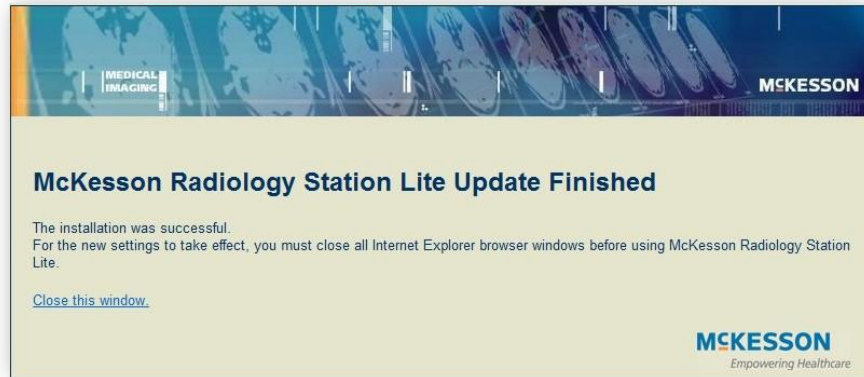 MEDICAL
IMAGING
MCKESSON
McKesson Radiology Station Lite Update Finished
The installation was successful.
For the new settings to take effect, you must close all Internet Explorer browser windows before using McKesson Radiology Station
Lite.
Close this window.
MCKESSON
Empowering Healthcare